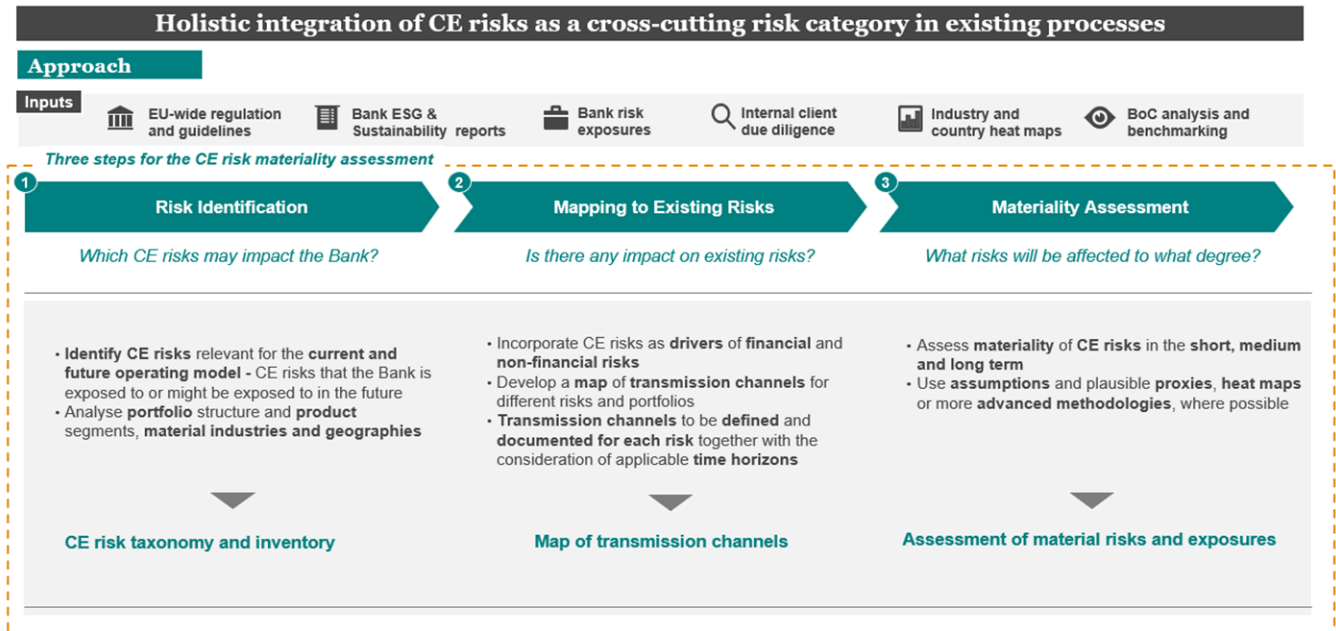 Holistic integration of CE risks as a cross-cutting risk category in existing processes
Approach
Inputs
EU-wide regulation
and guidelines
Bank ESG &
Sustainability reports
Bank risk
exposures
Internal client
due diligence
Industry and
country heat maps
BoC analysis and
benchmarking
Three steps for the CE risk materiality assessment
1
Risk Identification
2
Mapping to Existing Risks
3
Materiality Assessment
Which CE risks may impact the Bank?
Is there any impact on existing risks?
What risks will be affected to what degree?
• Identify CE risks relevant for the current and
future operating model - CE risks that the Bank is
exposed to or might be exposed to in the future
• Analyse portfolio structure and product
segments, material industries and geographies
• Incorporate CE risks as drivers of financial and
non-financial risks
• Develop a map of transmission channels for
different risks and portfolios
• Transmission channels to be defined and
documented for each risk together with the
consideration of applicable time horizons
• Assess materiality of CE risks in the short, medium
and long term
• Use assumptions and plausible proxies, heat maps
or more advanced methodologies, where possible
CE risk taxonomy and inventory
Map of transmission channels
Assessment of material risks and exposures